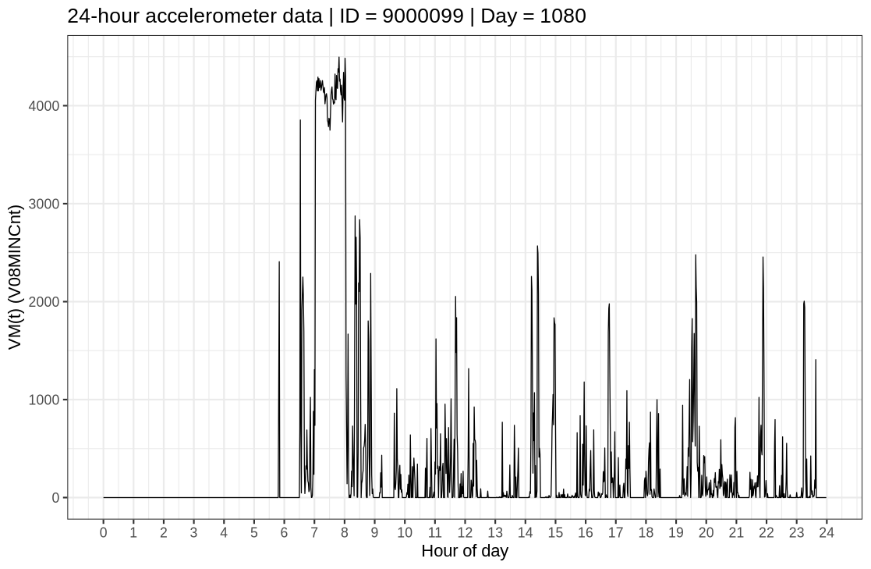 24-hour accelerometer data | ID = 9000099 | Day = 1080
VM(t) (V08MINCnt)
4000
3000
2000
1000
0
0 1 2 3 4 5 6 7 8 9 10 11 12 13 14 15 16 17 18 19 20 21 22 23 24
Hour of day